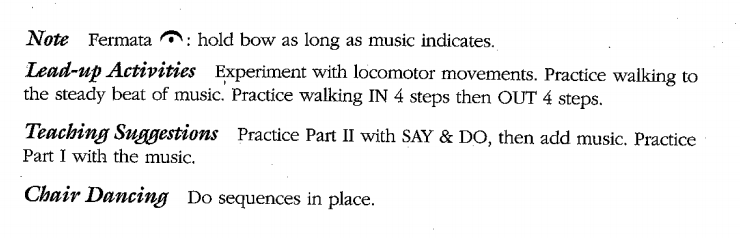 Note Fermata 𝄐: hold bow as long as music indicates.
Lead-up Activities Experiment with locomotor movements. Practice walking to
the steady beat of music. Practice walking IN 4 steps then OUT 4 steps.
Teaching Suggestions Practice Part II with SAY & DO, then add music. Practice
Part I with the music.
Chair Dancing Do sequences in place.